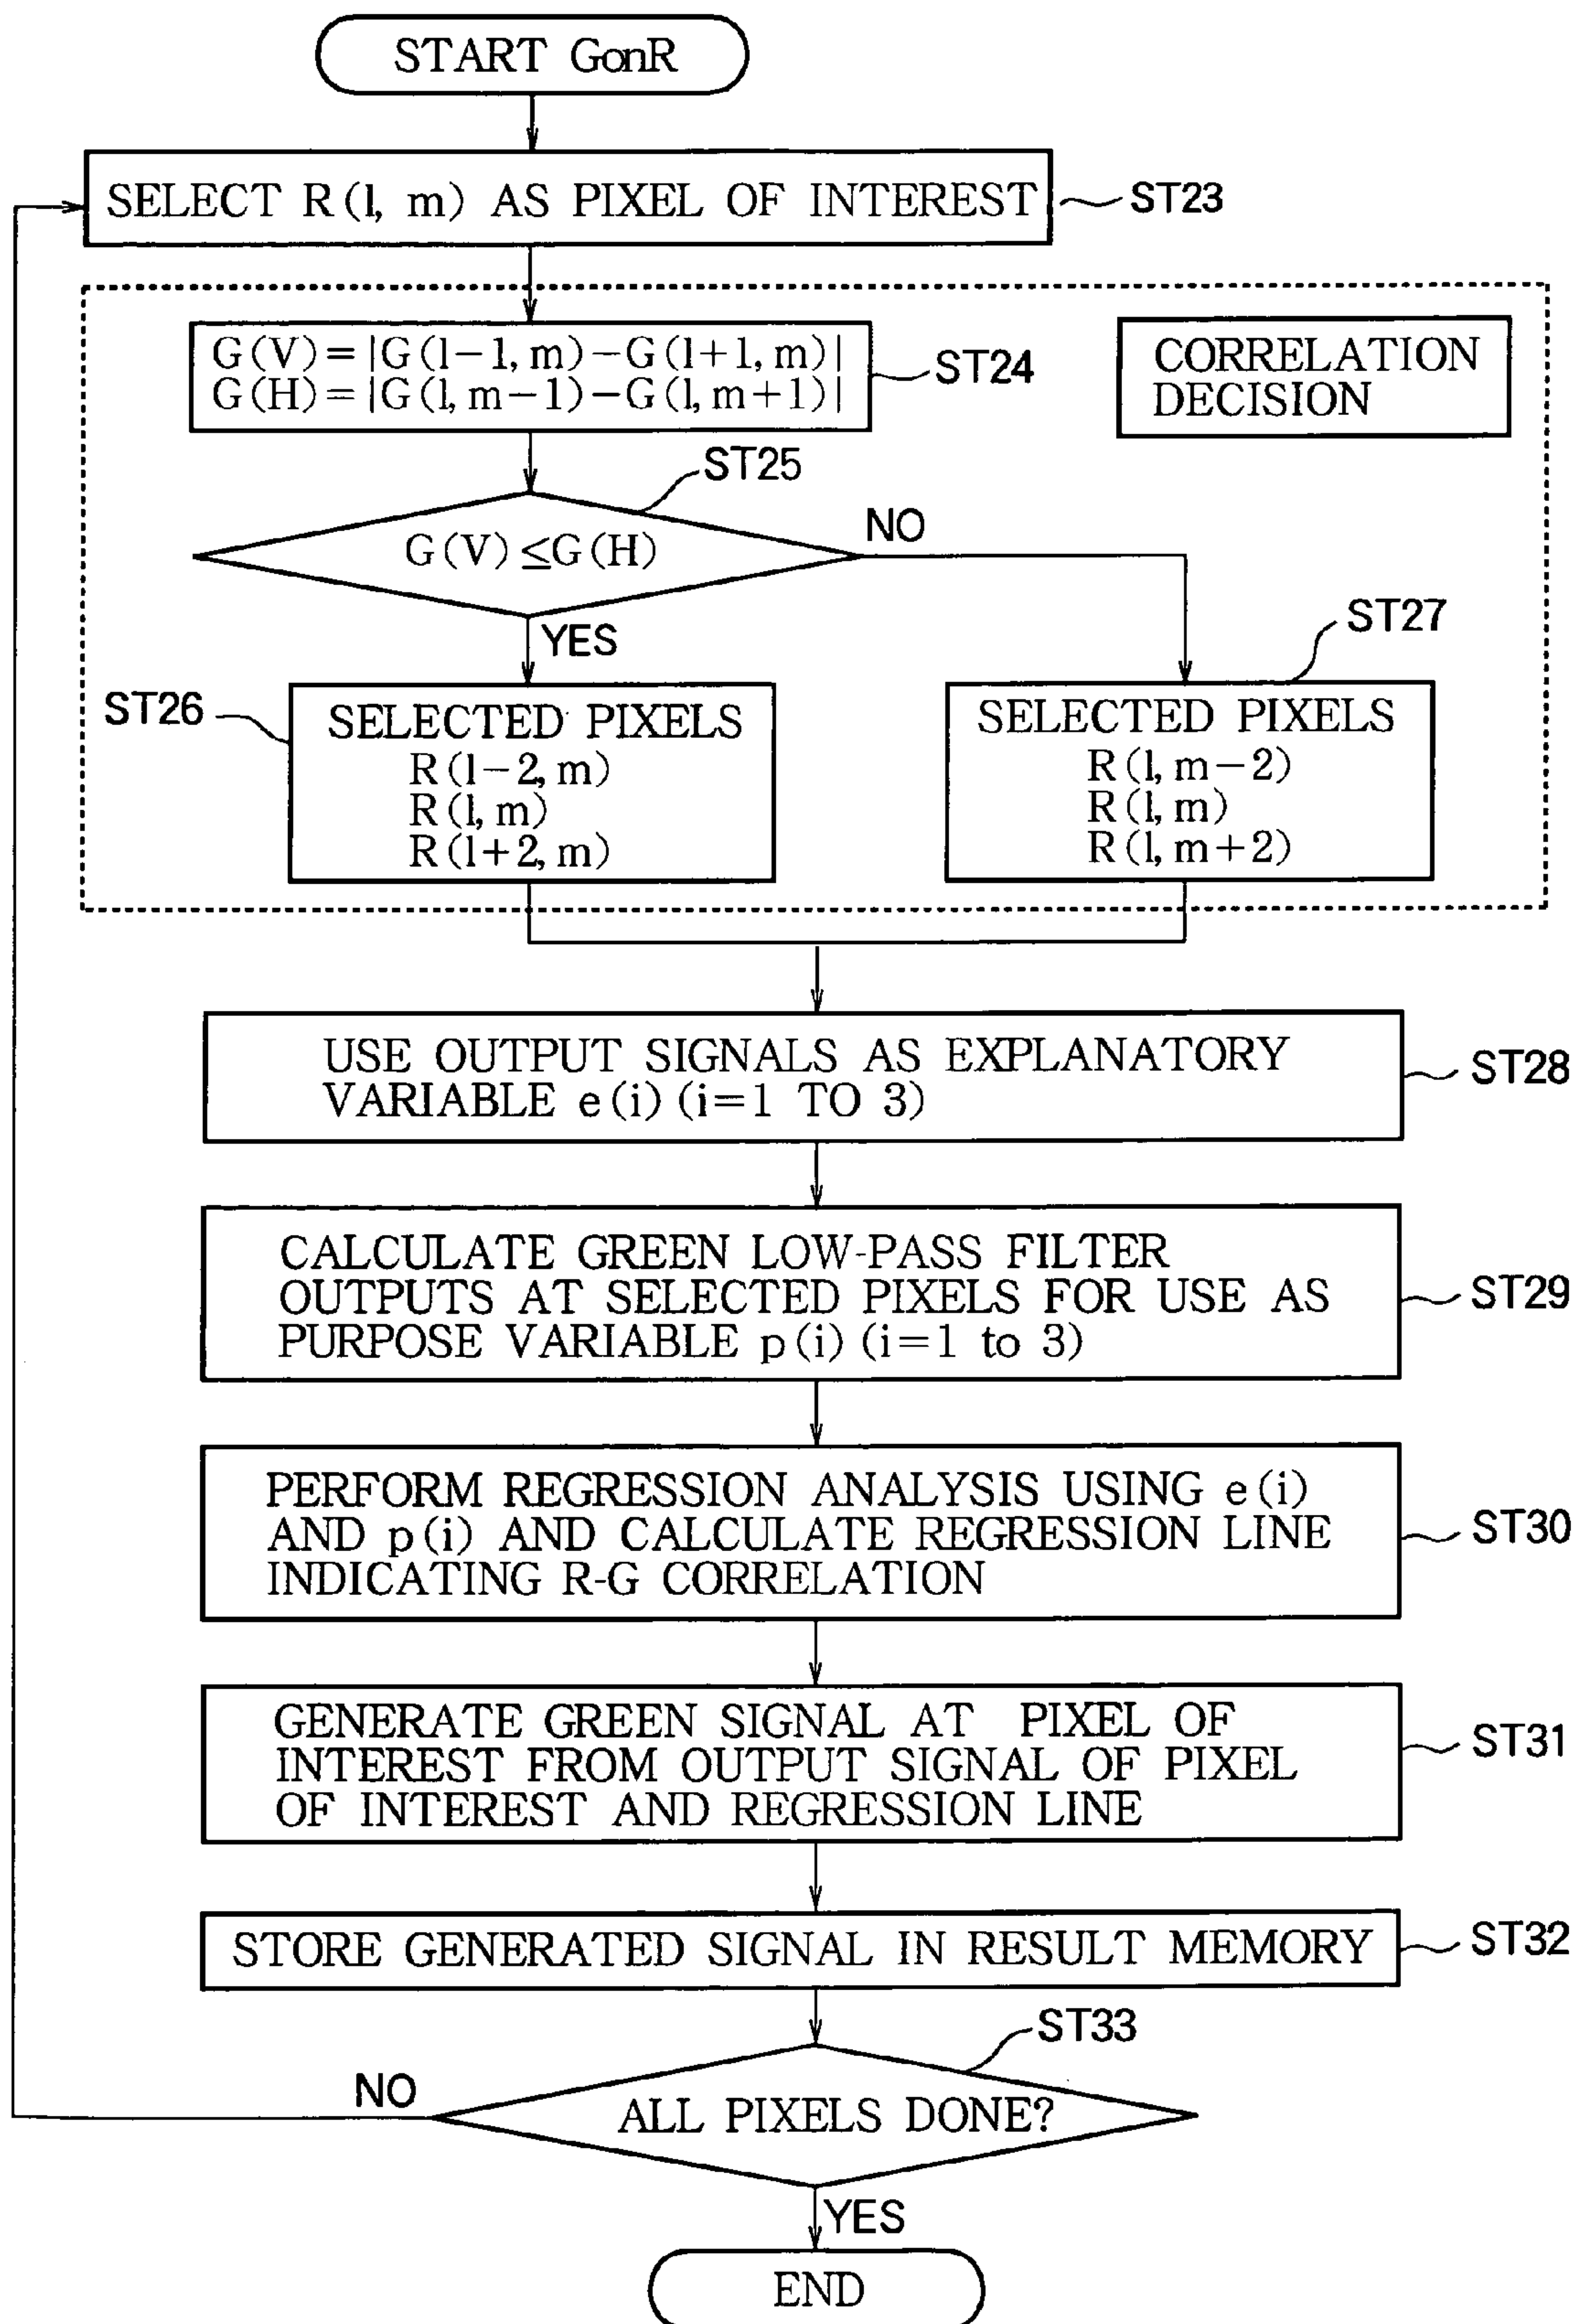 START GonR
SELECT R(l, m) AS PIXEL OF INTEREST
ST23
G(V)=|G(l−1, m)−G(l+1, m)|
G(H)=|G(l, m−1)−G(l, m+1)|
ST24
CORRELATION
DECISION
ST25
G(V)≤G(H)
NO
YES
ST26
SELECTED PIXELS
R(l−2, m)
R(l, m)
R(l+2, m)
ST27
SELECTED PIXELS
R(l, m−2)
R(l, m)
R(l, m+2)
USE OUTPUT SIGNALS AS EXPLANATORY
VARIABLE e(i) (i=1 TO 3)
ST28
CALCULATE GREEN LOW-PASS FILTER
OUTPUTS AT SELECTED PIXELS FOR USE AS
PURPOSE VARIABLE p(i) (i=1 to 3)
ST29
PERFORM REGRESSION ANALYSIS USING e(i)
AND p(i) AND CALCULATE REGRESSION LINE
INDICATING R-G CORRELATION
ST30
GENERATE GREEN SIGNAL AT PIXEL OF
INTEREST FROM OUTPUT SIGNAL OF PIXEL
OF INTEREST AND REGRESSION LINE
ST31
STORE GENERATED SIGNAL IN RESULT MEMORY
ST32
ST33
ALL PIXELS DONE?
NO
YES
END